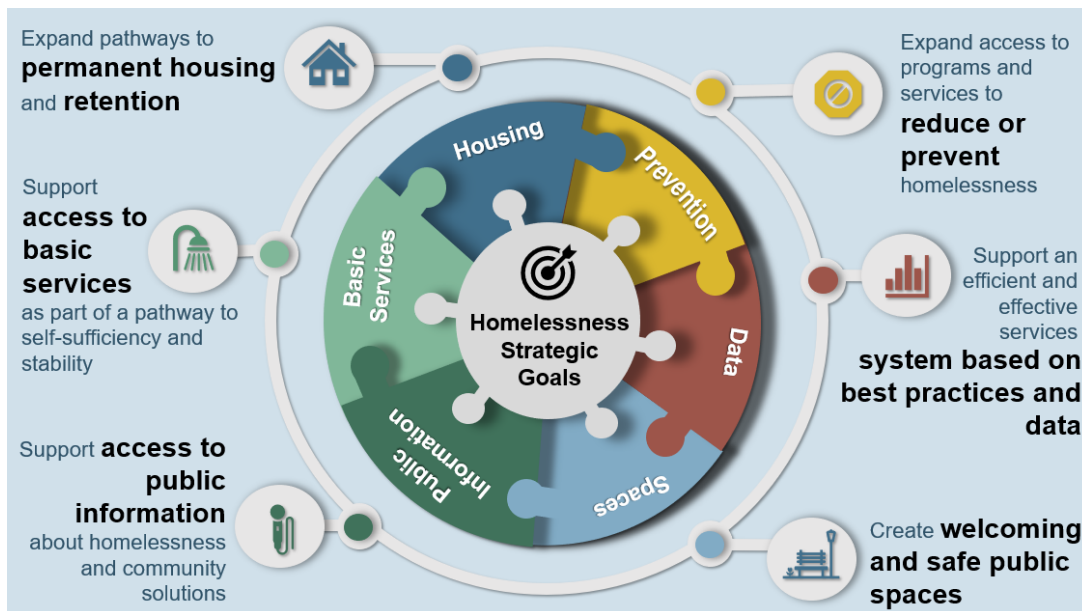 Expand pathways to
permanent housing
and retention
Support
access to
basic
services
as part of a pathway to
self-sufficiency and
stability
Support access to
public
information
about homelessness
and community
solutions
Housing
Prevention
Data
Spaces
Public
Information
Basic
Services
Homelessness
Strategic
Goals
Expand access to
programs and
services to
reduce or
prevent
homelessness
Support an
efficient and
effective
services
system based on
best practices and
data
Create welcoming
and safe public
spaces